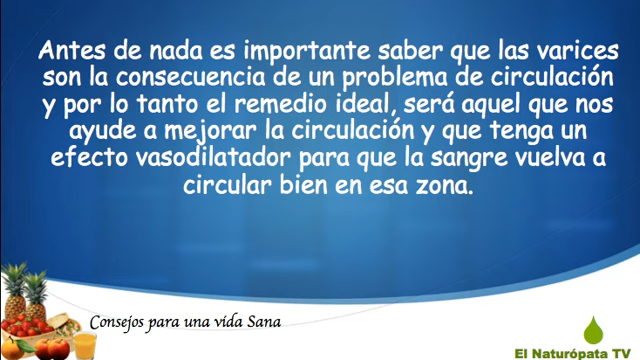 Antes de nada es importante saber que las varices
son la consecuencia de un problema de circulación
y por lo tanto el remedio ideal, será aquel que nos
ayude a mejorar la circulación y que tenga un
efecto vasodilatador para que la sangre vuelva a
circular bien en esa zona.
Consejos para una vida Sana
El Naturópata TV